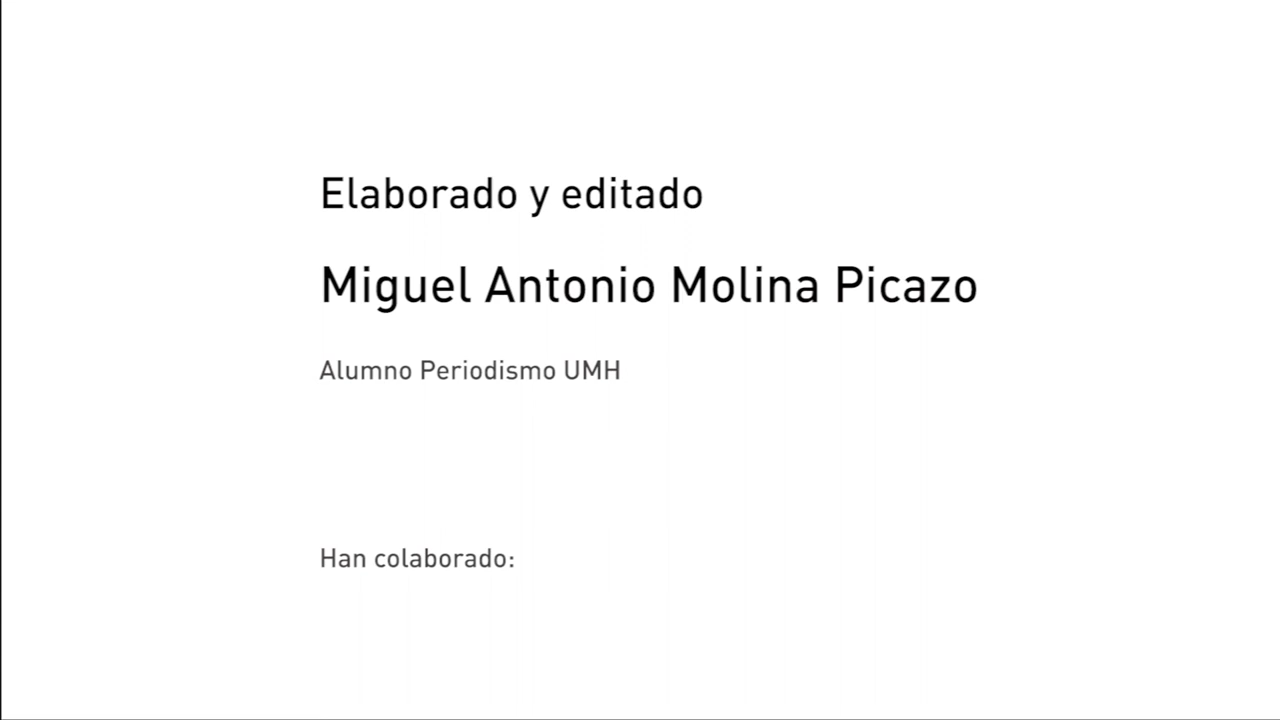 Elaborado y editado
Miguel Antonio Molina Picazo
Alumno Periodismo UMH
Han colaborado: